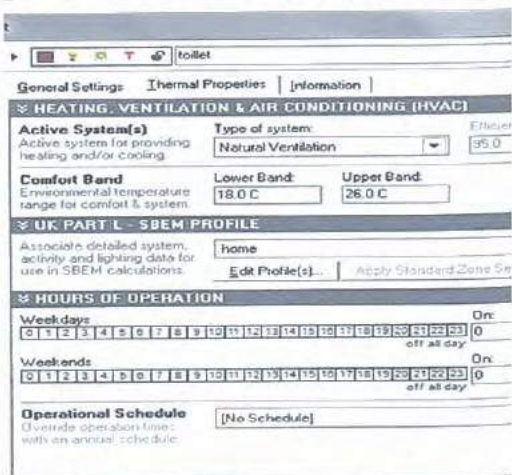 t
toillet
General Settings Thermal Properties Information
HEATING, VENTILATION & AIR CONDITIONING (HVAC)
Active System(s) Type of system: Efficien
Active system for providing
heating and/or cooling. Natural Ventilation 95.0
Comfort Band Lower Band: Upper Band:
Environmental temperature 18.0 C 26.0 C
range for comfort & system.
UK PART L - SBEM PROFILE
Associate detailed system, home
activity and lighting data for
use in SBEM calculations. Edit Profile(s)... Apply Standard Zone Se
HOURS OF OPERATION
Weekdays On:
0 1 2 3 4 5 6 7 8 9 10 11 12 13 14 15 16 17 18 19 20 21 22 23 0
off all day
Weekends On:
0 1 2 3 4 5 6 7 8 9 10 11 12 13 14 15 16 17 18 19 20 21 22 23 0
off all day
Operational Schedule [No Schedule]
Override operation times
with an annual schedule